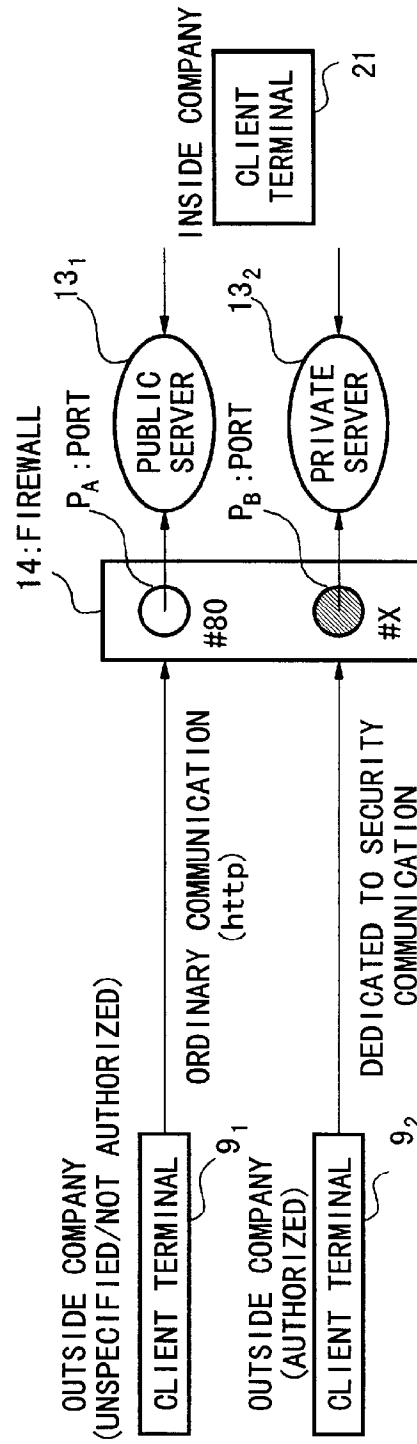 OUTSIDE COMPANY
(UNSPECIFIED/NOT AUTHORIZED)
CLIENT TERMINAL
9₁
ORDINARY COMMUNICATION
(http)
14:FIREWALL
#80
P_A:PORT
PUBLIC
SERVER
13₁
INSIDE COMPANY
CLIENT
TERMINAL
21
OUTSIDE COMPANY
(AUTHORIZED)
CLIENT TERMINAL
9₂
DEDICATED TO SECURITY
COMMUNICATION
#X
P_B:PORT
PRIVATE
SERVER
13₂